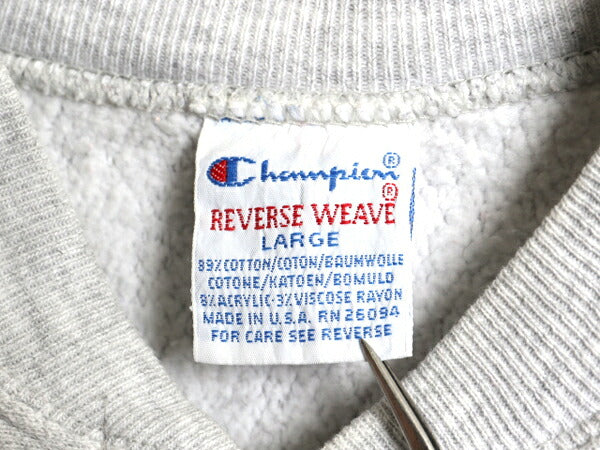 Champion®
REVERSE WEAVE®
LARGE
89%COTTON/COTON/BAUMWOLLE
COTONE/KATOEN/BOMULD
8%ACRYLIC·3%VISCOSE RAYON
MADE IN U.S.A. RN 26094
FOR CARE SEE REVERSE